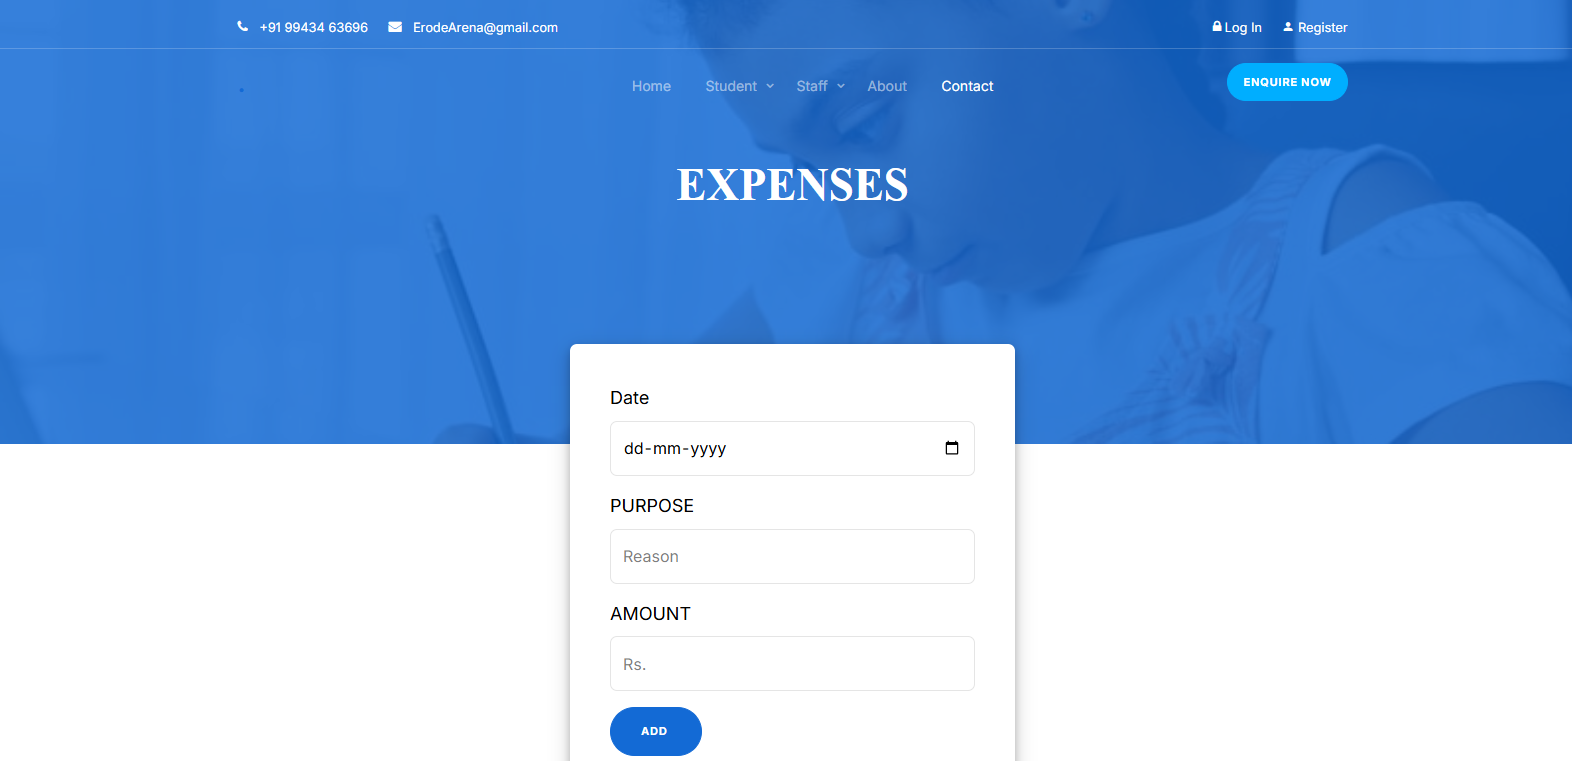 +91 99434 63696 ErodeArena@gmail.com Log In Register
Home Student Staff About Contact ENQUIRE NOW
EXPENSES
Date
dd-mm-yyyy
PURPOSE
Reason
AMOUNT
Rs.
ADD